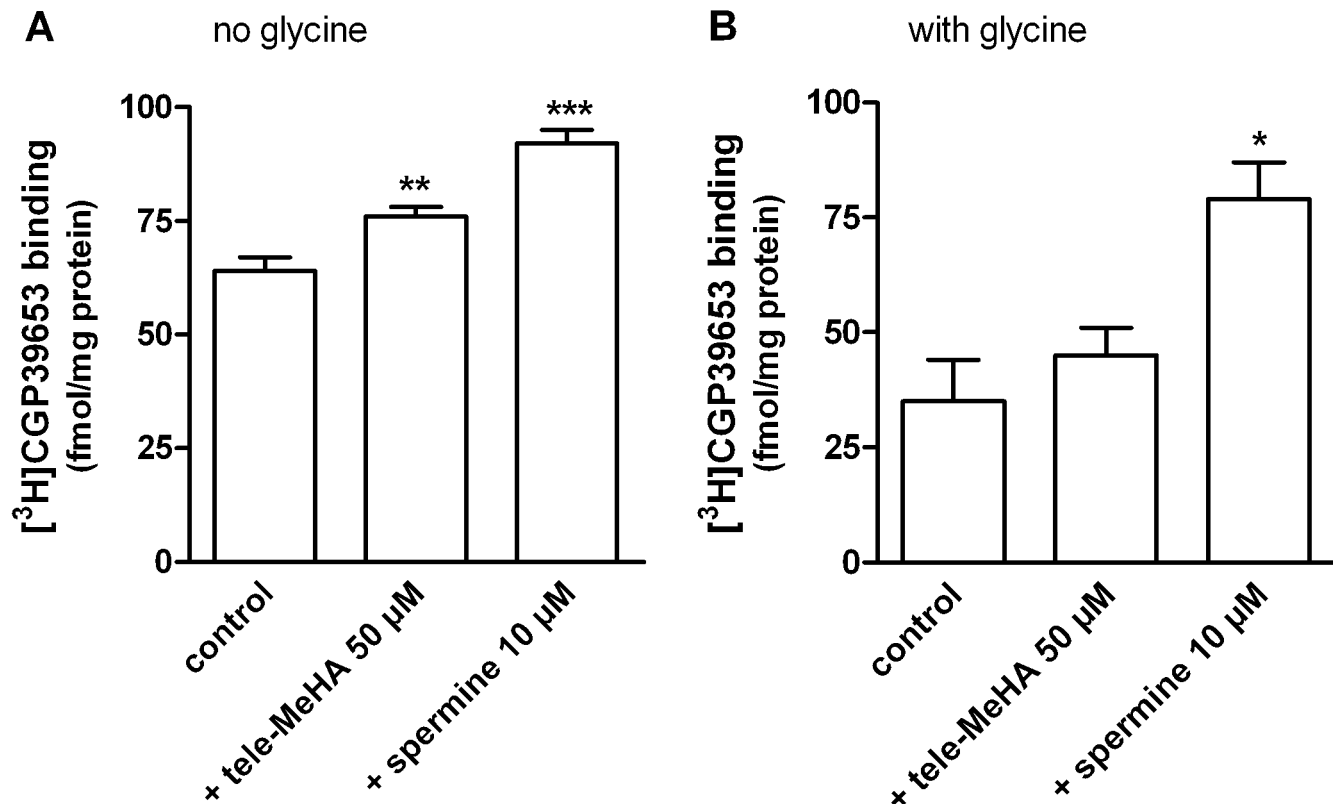 A
no glycine
[³H]CGP39653 binding
(fmol/mg protein)
100
75
50
25
0
**
***
control
+ tele-MeHA 50 µM
+ spermine 10 µM
B
with glycine
[³H]CGP39653 binding
(fmol/mg protein)
100
75
50
25
0
*
control
+ tele-MeHA 50 µM
+ spermine 10 µM